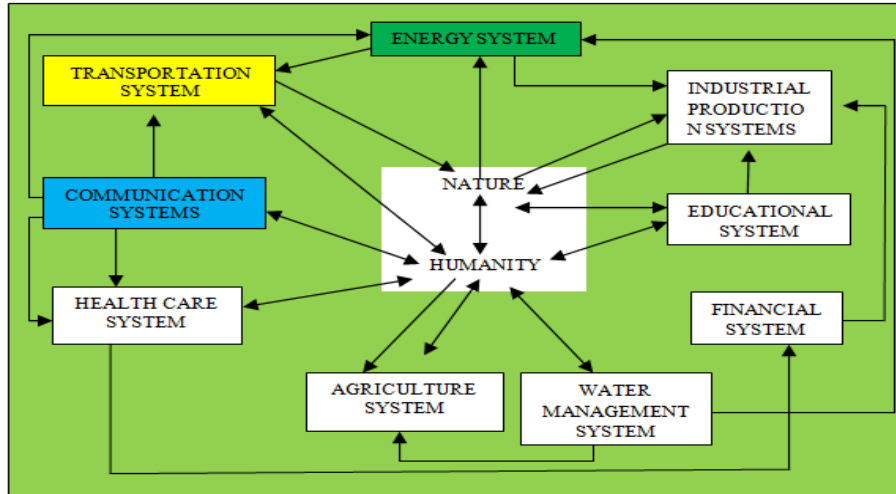 ENERGY SYSTEM
TRANSPORTATION
SYSTEM
INDUSTRIAL
PRODUCTIO
N SYSTEMS
COMMUNICATION
SYSTEMS
NATURE
EDUCATIONAL
SYSTEM
HUMANITY
HEALTH CARE
SYSTEM
FINANCIAL
SYSTEM
AGRICULTURE
SYSTEM
WATER
MANAGEMENT
SYSTEM